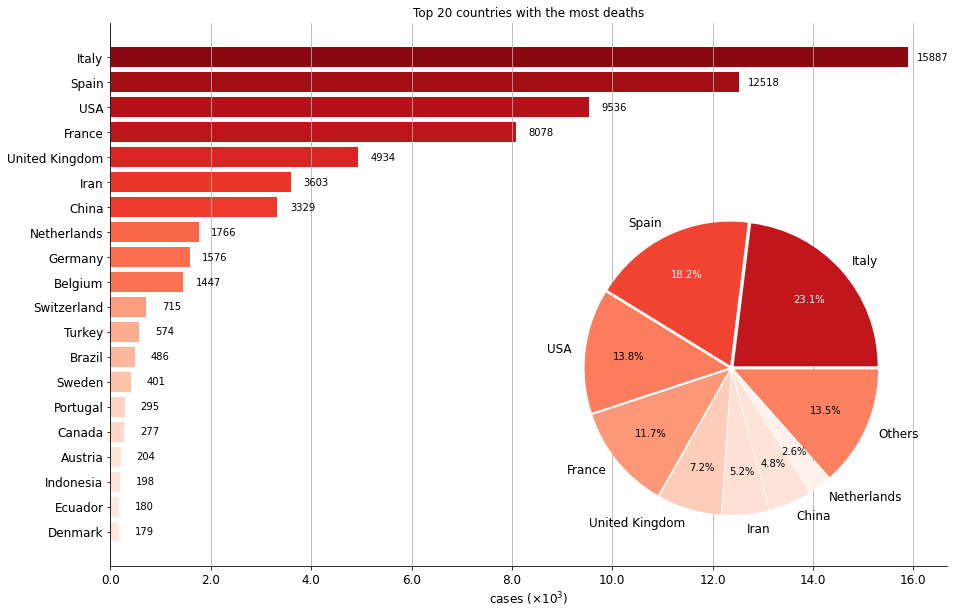 Top 20 countries with the most deaths
Italy 15887
Spain 12518
USA 9536
France 8078
United Kingdom 4934
Iran 3603
China 3329
Netherlands 1766
Germany 1576
Belgium 1447
Switzerland 715
Turkey 574
Brazil 486
Sweden 401
Portugal 295
Canada 277
Austria 204
Indonesia 198
Ecuador 180
Denmark 179
0.0 2.0 4.0 6.0 8.0 10.0 12.0 14.0 16.0
cases (×10³)
Italy
23.1%
Spain
18.2%
USA
13.8%
France
11.7%
United Kingdom
7.2%
Iran
5.2%
China
4.8%
Netherlands
2.6%
Others
13.5%